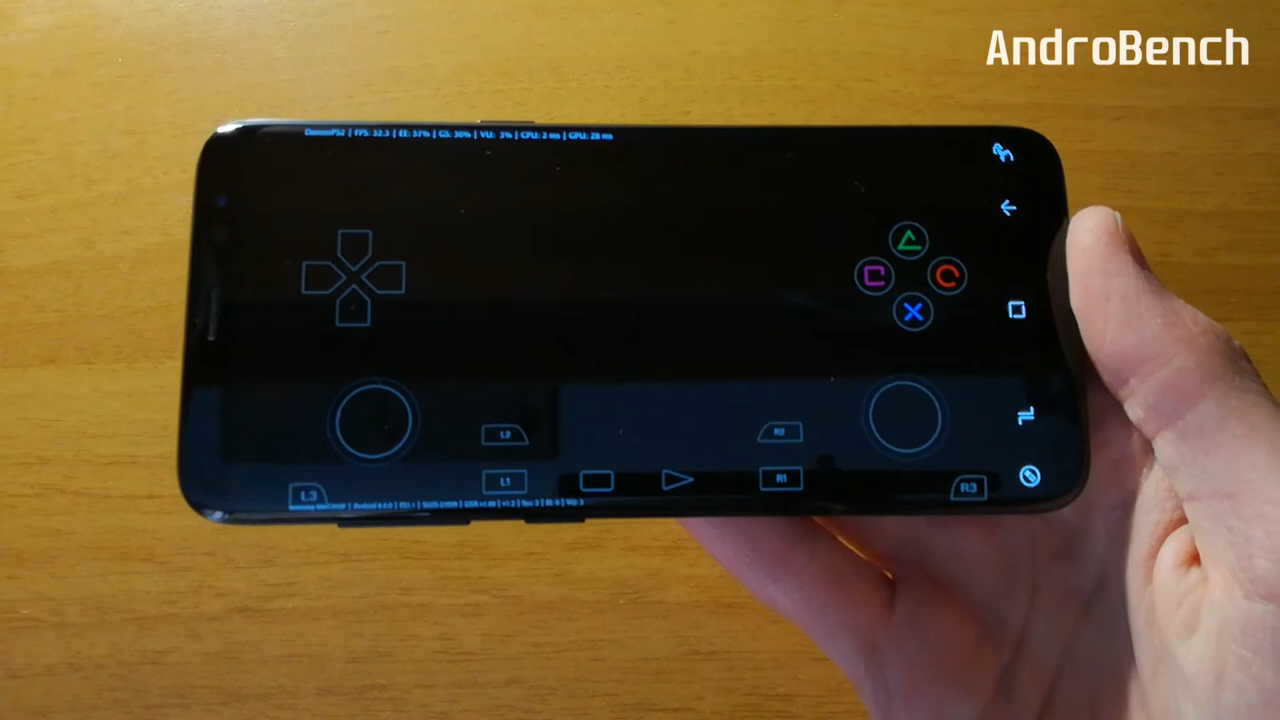 AndroBench
DamonPS2 | FPS: 32.3 | EE: 57% | GS: 30% | VU: 3% | CPU: 2 ms | GPU: 28 ms
L2
R2
L1
R1
L3
R3